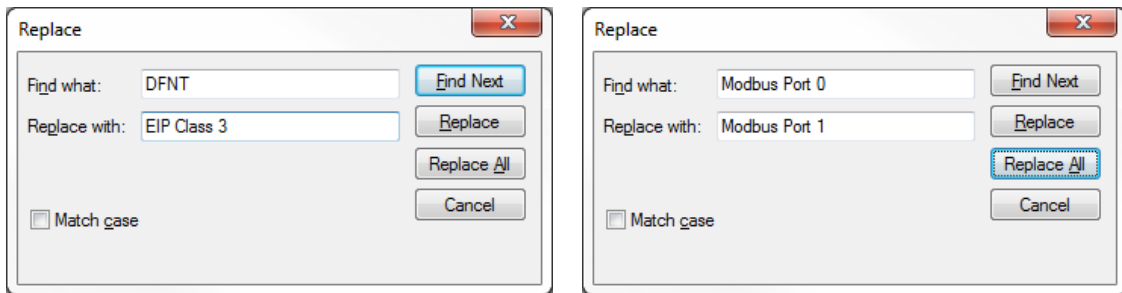 Replace
Find what: DFNT Find Next
Replace with: EIP Class 3 Replace
Replace All
Match case Cancel
Replace
Find what: Modbus Port 0 Find Next
Replace with: Modbus Port 1 Replace
Replace All
Match case Cancel